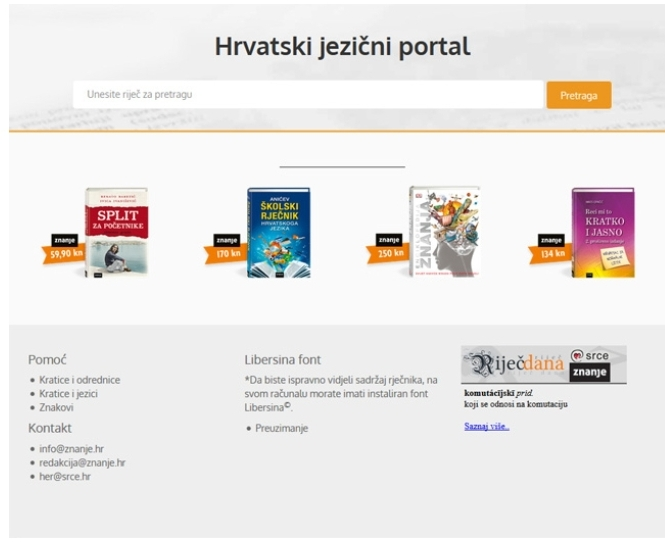 Hrvatski jezični portal
Unesite riječ za pretragu
Pretraga
SPLIT
ZA POČETNIKE
znanje
59,90 kn
ANIĆEV
ŠKOLSKI
RJEČNIK
HRVATSKOGA
JEZIKA
znanje
170 kn
ZNANJA
znanje
250 kn
Reci mi to
KRATKO
I JASNO
znanje
134 kn
Pomoć
Kratice i odrednice
Kratice i jezici
Znakovi
Kontakt
info@znanje.hr
redakcija@znanje.hr
her@srce.hr
Libersina font
*Da biste ispravno vidjeli sadržaj rječnika, na
svom računalu morate imati instaliran font
Libersina©.
Preuzimanje
Riječdana
srce
znanje
komutácījskī prid.
koji se odnosi na komutaciju
Saznaj više..